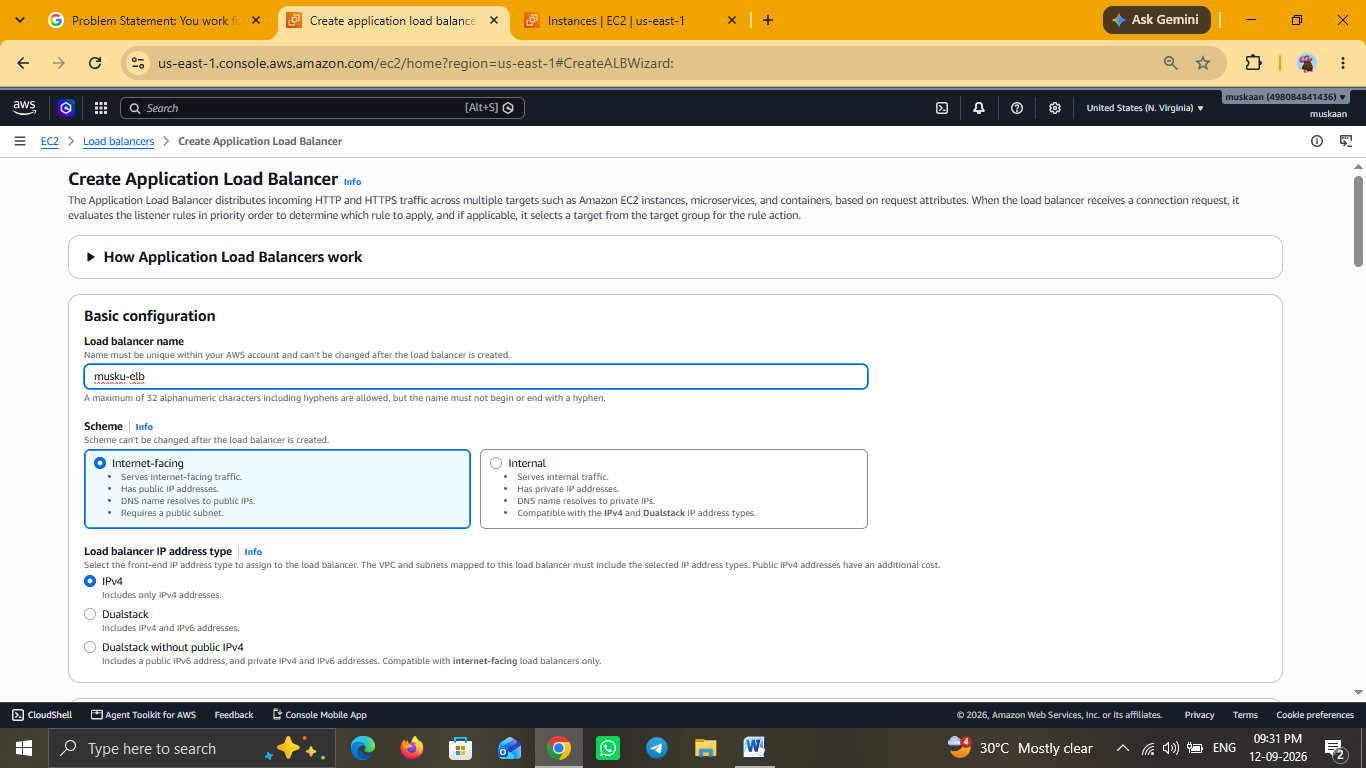 Problem Statement: You work fo
Create application load balance
Instances | EC2 | us-east-1
Ask Gemini
us-east-1.console.aws.amazon.com/ec2/home?region=us-east-1#CreateALBWizard:
aws
Search
[Alt+S]
United States (N. Virginia)
muskaan (498084841436)
muskaan
EC2
Load balancers
Create Application Load Balancer
Create Application Load Balancer
Info
The Application Load Balancer distributes incoming HTTP and HTTPS traffic across multiple targets such as Amazon EC2 instances, microservices, and containers, based on request attributes. When the load balancer receives a connection request, it
evaluates the listener rules in priority order to determine which rule to apply, and if applicable, it selects a target from the target group for the rule action.
How Application Load Balancers work
Basic configuration
Load balancer name
Name must be unique within your AWS account and can't be changed after the load balancer is created.
musku-elb
A maximum of 32 alphanumeric characters including hyphens are allowed, but the name must not begin or end with a hyphen.
Scheme
Info
Scheme can't be changed after the load balancer is created.
Internet-facing
• Serves internet-facing traffic.
• Has public IP addresses.
• DNS name resolves to public IPs.
• Requires a public subnet.
Internal
• Serves internal traffic.
• Has private IP addresses.
• DNS name resolves to private IPs.
• Compatible with the IPv4 and Dualstack IP address types.
Load balancer IP address type
Info
Select the front-end IP address type to assign to the load balancer. The VPC and subnets mapped to this load balancer must include the selected IP address types. Public IPv4 addresses have an additional cost.
IPv4
Includes only IPv4 addresses.
Dualstack
Includes IPv4 and IPv6 addresses.
Dualstack without public IPv4
Includes a public IPv6 address, and private IPv4 and IPv6 addresses. Compatible with internet-facing load balancers only.
CloudShell
Agent Toolkit for AWS
Feedback
Console Mobile App
© 2026, Amazon Web Services, Inc. or its affiliates.
Privacy
Terms
Cookie preferences
Type here to search
4
30°C Mostly clear
ENG
09:31 PM
12-09-2026
2